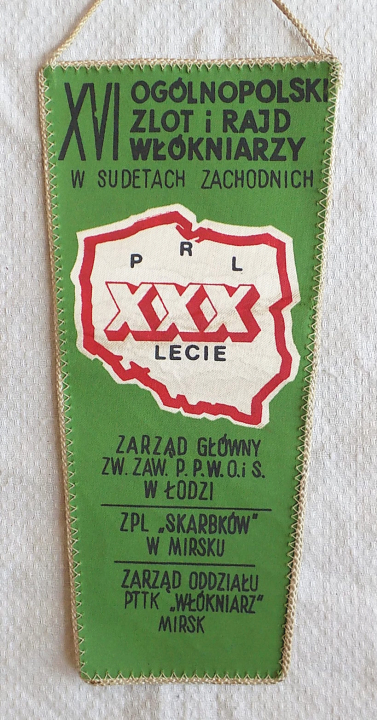 XVI OGÓLNOPOLSKI
ZLOT i RAJD
WŁÓKNIARZY
W SUDETACH ZACHODNICH
P R L
XXX
LECIE
ZARZĄD GŁÓWNY
ZW. ZAW. P. P. W. O. i S.
W ŁODZI
ZPL „SKARBKÓW"
W MIRSKU
ZARZĄD ODDZIAŁU
PTTK „WŁÓKNIARZ"
MIRSK